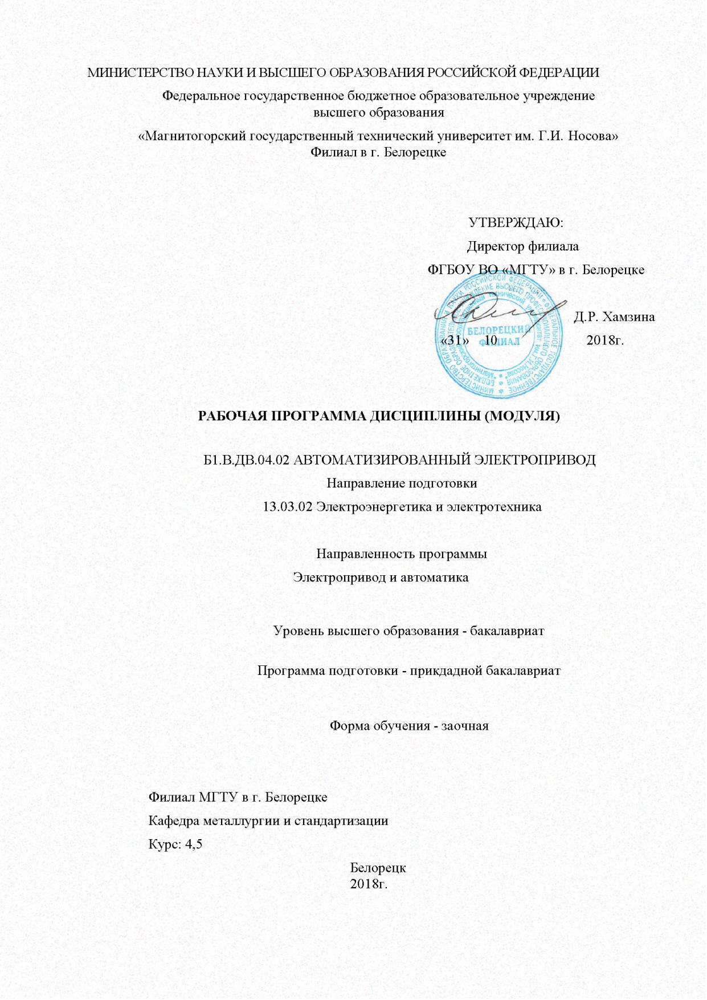 МИНИСТЕРСТВО НАУКИ И ВЫСШЕГО ОБРАЗОВАНИЯ РОССИЙСКОЙ ФЕДЕРАЦИИ
Федеральное государственное бюджетное образовательное учреждение
высшего образования
«Магнитогорский государственный технический университет им. Г.И. Носова»
Филиал в г. Белорецке
УТВЕРЖДАЮ:
Директор филиала
ФГБОУ ВО «МГТУ» в г. Белорецке
Д.Р. Хамзина
БЕЛОРЕЦКИЙ
ФИЛИАЛ
«31» 10 2018г.
РАБОЧАЯ ПРОГРАММА ДИСЦИПЛИНЫ (МОДУЛЯ)
Б1.В.ДВ.04.02 АВТОМАТИЗИРОВАННЫЙ ЭЛЕКТРОПРИВОД
Направление подготовки
13.03.02 Электроэнергетика и электротехника
Направленность программы
Электропривод и автоматика
Уровень высшего образования - бакалавриат
Программа подготовки - прикдадной бакалавриат
Форма обучения - заочная
Филиал МГТУ в г. Белорецке
Кафедра металлургии и стандартизации
Курс: 4,5
Белорецк
2018г.